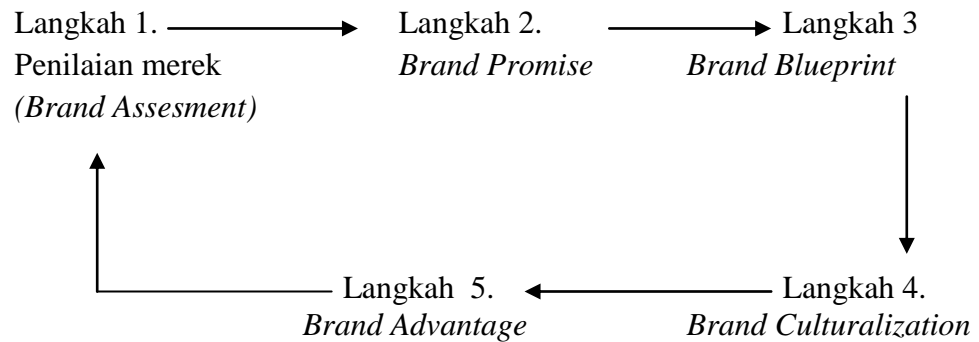 Langkah 1.
Penilaian merek
(Brand Assesment)
Langkah 2.
Brand Promise
Langkah 3
Brand Blueprint
Langkah 4.
Brand Culturalization
Langkah 5.
Brand Advantage